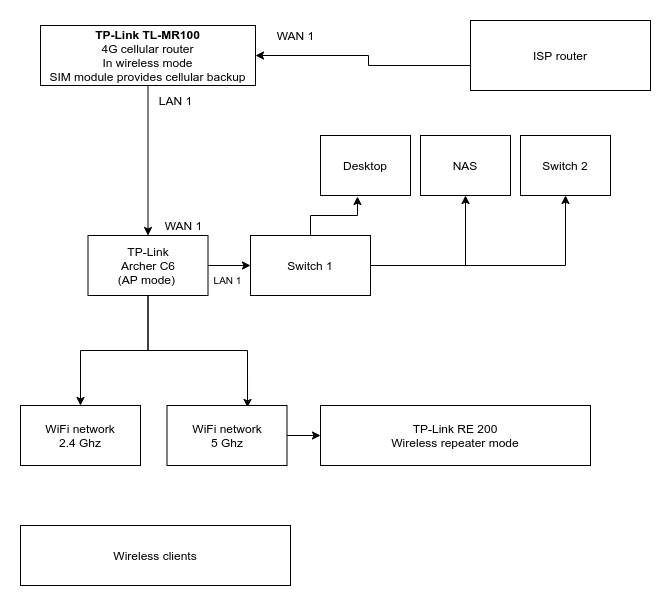 TP-Link TL-MR100
4G cellular router
In wireless mode
SIM module provides cellular backup
WAN 1
ISP router
LAN 1
Desktop
NAS
Switch 2
WAN 1
TP-Link
Archer C6
(AP mode)
LAN 1
Switch 1
WiFi network
2.4 Ghz
WiFi network
5 Ghz
TP-Link RE 200
Wireless repeater mode
Wireless clients